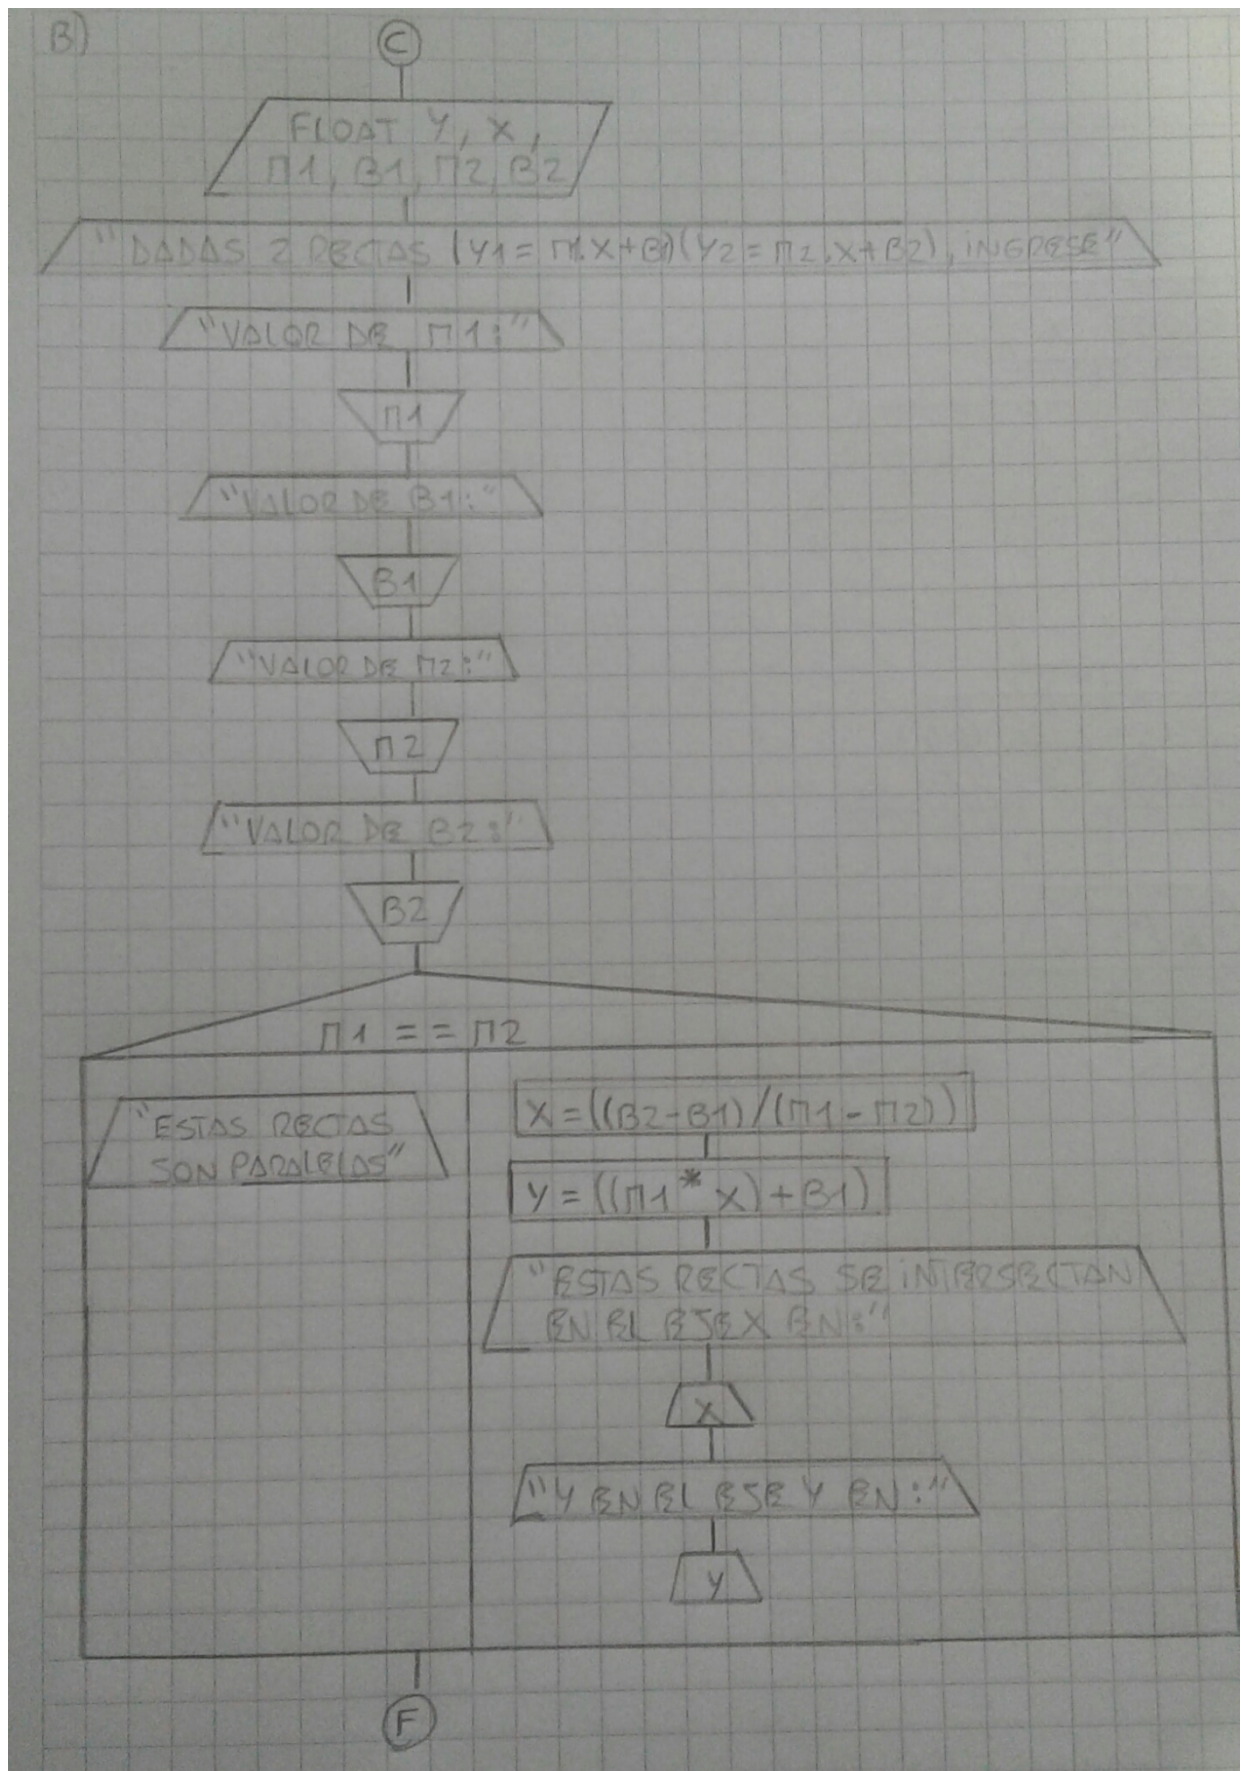 B)
C
FLOAT Y, X,
M1, B1, M2, B2
"DADAS 2 RECTAS (Y1=M1.X+B1)(Y2=M2.X+B2), INGRESE"
"VALOR DE M1:"
M1
"VALOR DE B1:"
B1
"VALOR DE M2:"
M2
"VALOR DE B2:"
B2
M1 == M2
"ESTAS RECTAS
SON PARALELAS"
X=((B2-B1)/(M1-M2))
Y=((M1*X)+B1)
"ESTAS RECTAS SE INTERSECTAN
EN EL EJE X EN:"
X
"Y EN EL EJE Y EN:"
Y
F